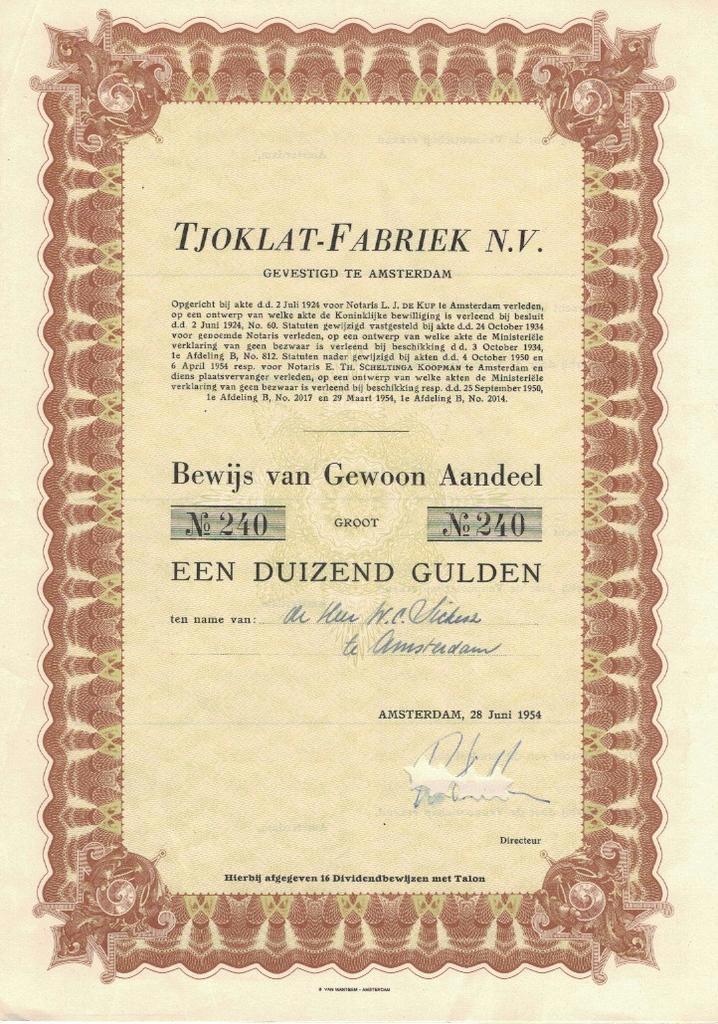 TJOKLAT-FABRIEK N.V.
GEVESTIGD TE AMSTERDAM
Opgericht bij akte d.d. 2 Juli 1924 voor Notaris L. J. DE KUP te Amsterdam verleden,
op een ontwerp van welke akte de Koninklijke bewilliging is verleend bij besluit
d.d. 2 Juni 1924, No. 60. Statuten gewijzigd vastgesteld bij akte d.d. 24 October 1934
voor genoemde Notaris verleden, op een ontwerp van welke akte de Ministeriële
verklaring van geen bezwaar is verleend bij beschikking d.d. 3 October 1934,
1e Afdeling B, No. 812. Statuten nader gewijzigd bij akten d.d. 4 October 1950 en
6 April 1954 resp. voor Notaris E. TH. SCHELTINGA KOOPMAN te Amsterdam en
diens plaatsvervanger verleden, op een ontwerp van welke akten de Ministeriële
verklaring van geen bezwaar is verleend bij beschikking resp. d.d. 25 September 1950,
1e Afdeling B, No. 2017 en 29 Maart 1954, 1e Afdeling B, No. 2014.
Bewijs van Gewoon Aandeel
No 240 GROOT No 240
EEN DUIZEND GULDEN
ten name van: de Heer W.C.
te Amsterdam
AMSTERDAM, 28 Juni 1954
Directeur
Hierbij afgegeven 16 Dividendbewijzen met Talon
VAN - AMSTERDAM